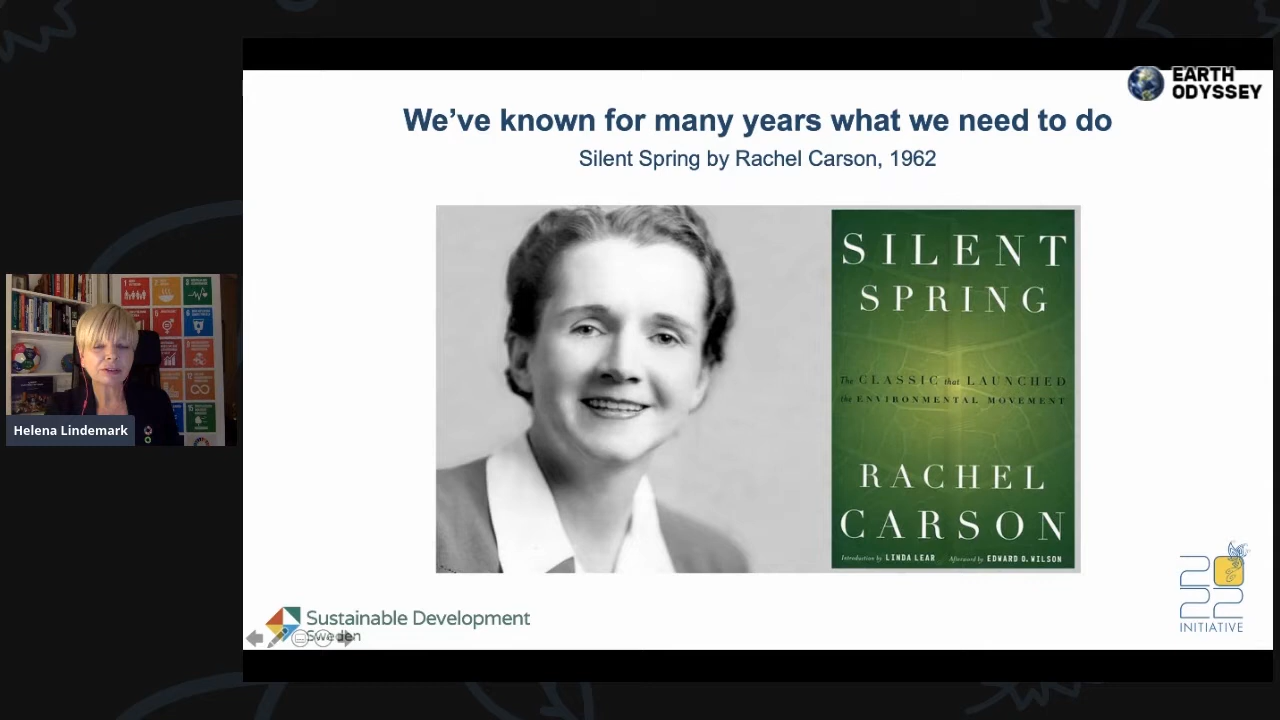 EARTH
ODYSSEY
We've known for many years what we need to do
Silent Spring by Rachel Carson, 1962
SILENT
SPRING
The CLASSIC that LAUNCHED
the ENVIRONMENTAL MOVEMENT
RACHEL
CARSON
Introduction by LINDA LEAR Afterword by EDWARD O. WILSON
Helena Lindemark
Sustainable Development
Sweden
2022
INITIATIVE